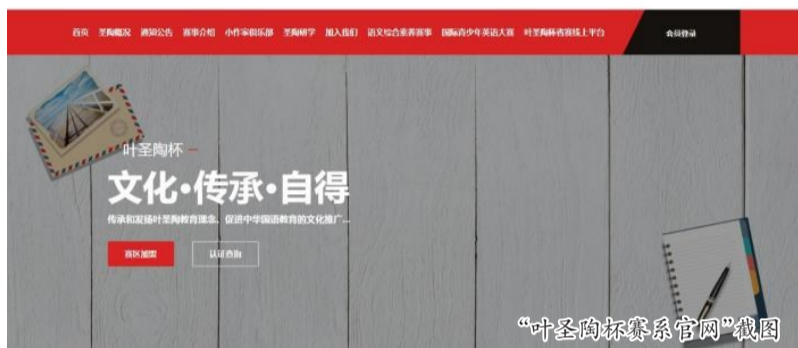 首页 圣陶概况 通知公告 赛事介绍 小作家俱乐部 圣陶研学 加入我们 语文综合素养赛事 国际青少年英语大赛 叶圣陶杯省赛线上平台 会员登录
叶圣陶杯
文化·传承·自得
传承和发扬叶圣陶教育理念、促进中华国语教育的文化推广...
赛区加盟 认证查询
“叶圣陶杯赛系官网”截图